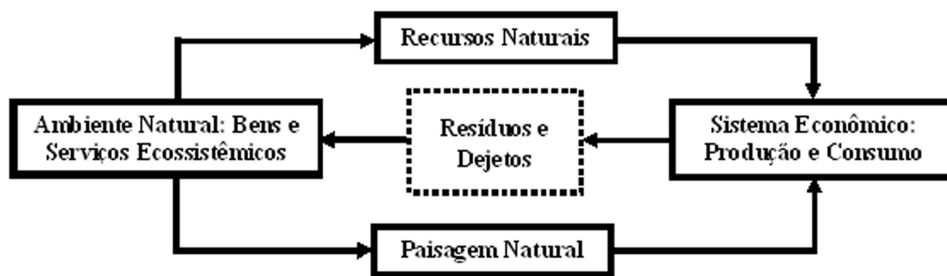 Recursos Naturais
Ambiente Natural: Bens e
Serviços Ecossistêmicos
Resíduos e
Dejetos
Sistema Econômico:
Produção e Consumo
Paisagem Natural